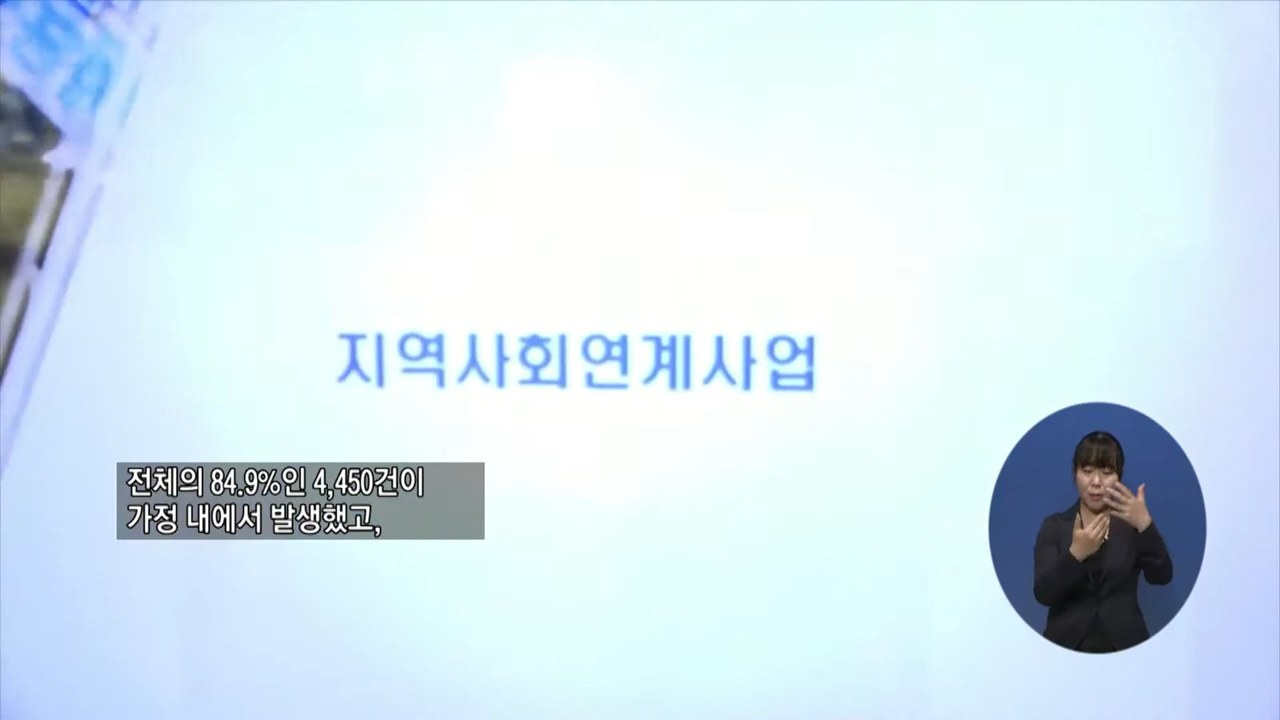 지역사회연계사업
전체의 84.9%인 4,450건이
가정 내에서 발생했고,